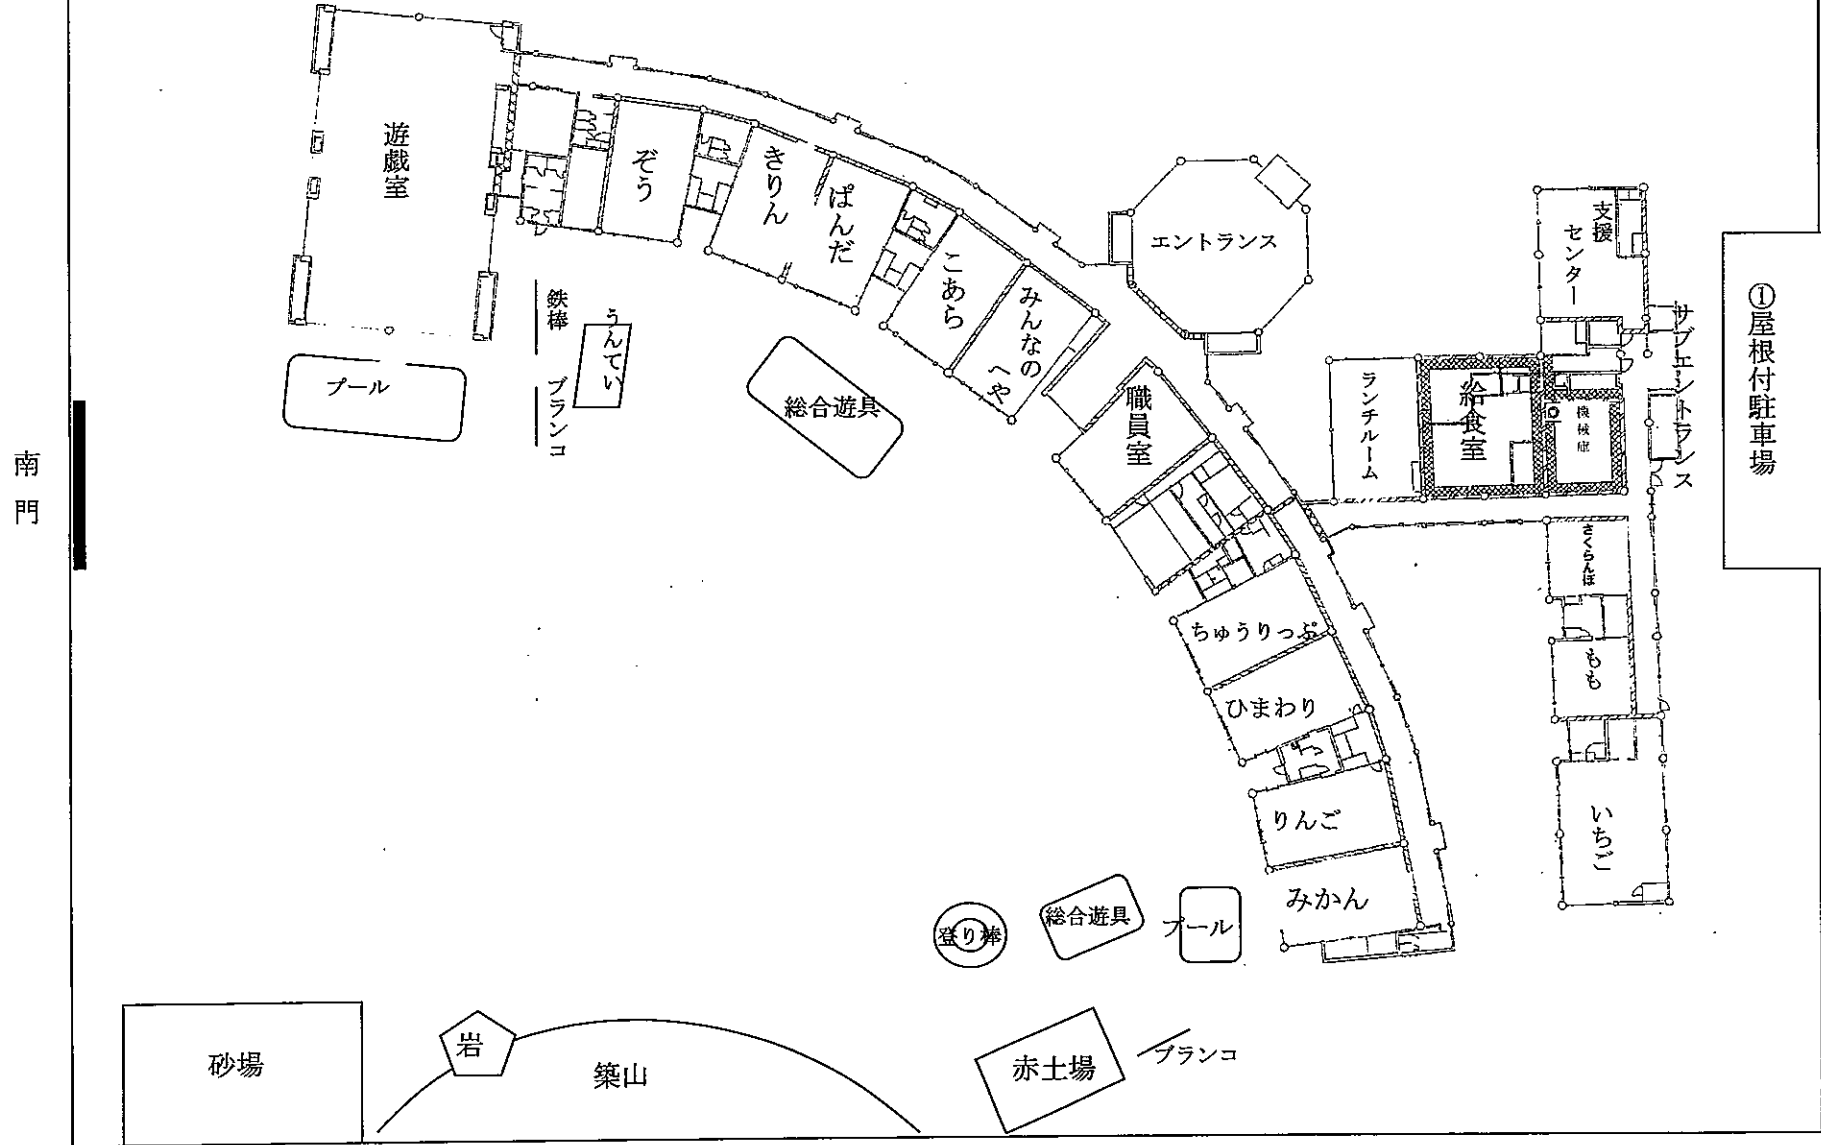 遊戯室
ぞう
きりん
ぱんだ
こあら
みんなの
へや
エントランス
支援
センター
サブエントランス
①屋根付駐車場
鉄棒
うんてい
ブランコ
プール
総合遊具
職員室
ランチルーム
給食室
機械庫
南門
さくらんぼ
もも
いちご
ちゅうりっぷ
ひまわり
りんご
みかん
登り棒
総合遊具
プール
砂場
岩
築山
赤土場
ブランコ